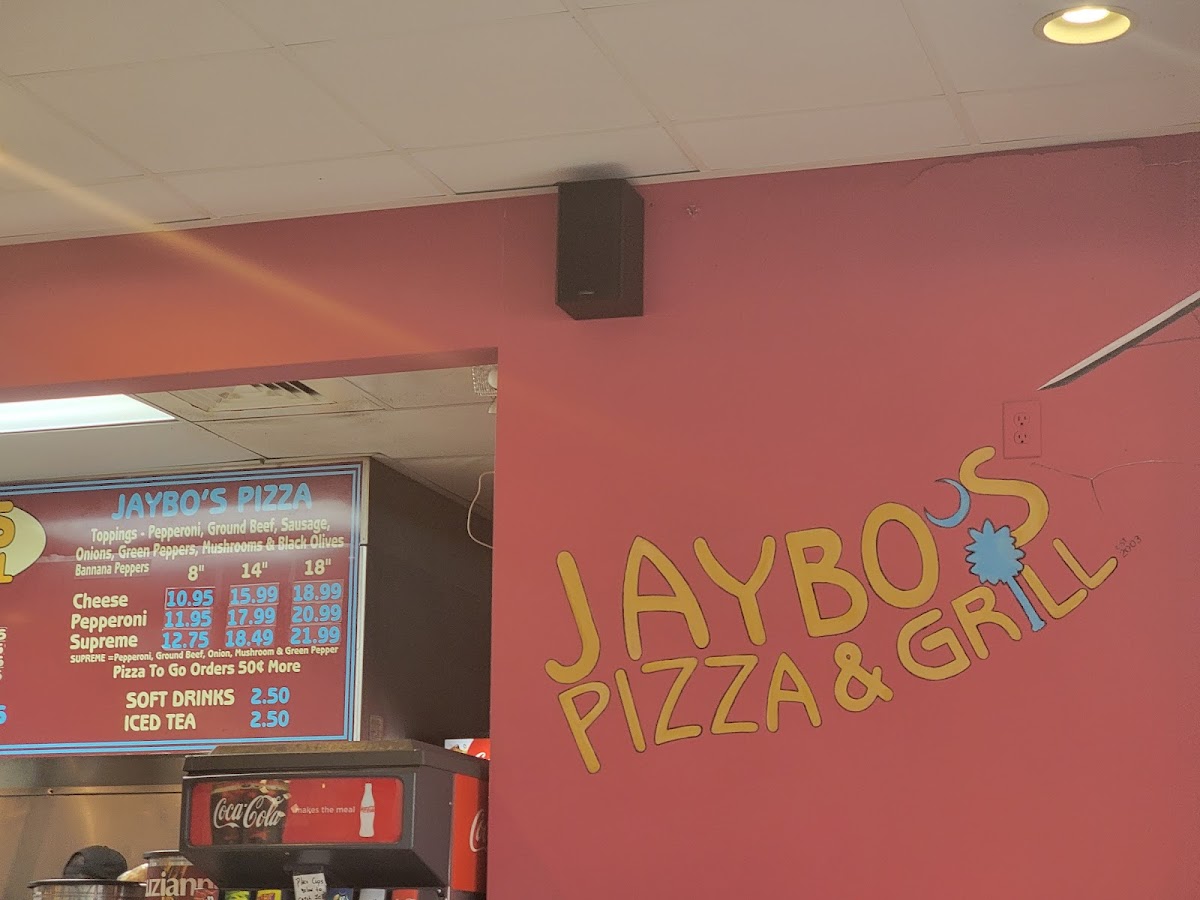 JAYBO'S PIZZA
Toppings - Pepperoni, Ground Beef, Sausage,
Onions, Green Peppers, Mushrooms & Black Olives
Bannana Peppers
8" 14" 18"
Cheese 10.95 15.99 18.99
Pepperoni 11.95 17.99 20.99
Supreme 12.75 18.49 21.99
SUPREME = Pepperoni, Ground Beef, Onion, Mushroom & Green Pepper
Pizza To Go Orders 50¢ More
SOFT DRINKS 2.50
ICED TEA 2.50
JAYBO'S
PIZZA & GRILL
est
2003
Coca-Cola makes the meal